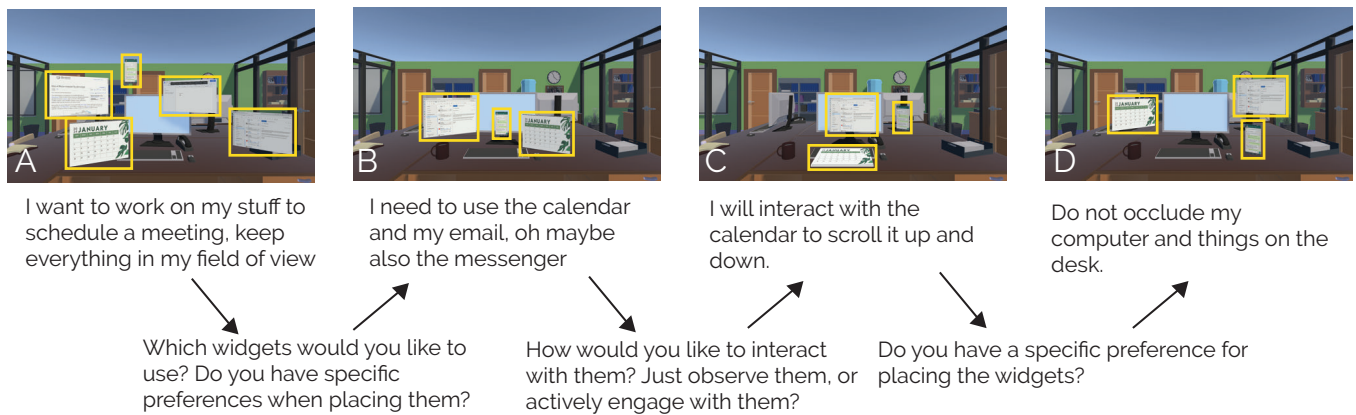 JANUARY
A
JANUARY
B
JANUARY
C
JANUARY
D
I want to work on my stuff to
schedule a meeting, keep
everything in my field of view
I need to use the calendar
and my email, oh maybe
also the messenger
I will interact with the
calendar to scroll it up and
down.
Do not occlude my
computer and things on the
desk.
Which widgets would you like to
use? Do you have specific
preferences when placing them?
How would you like to interact
with them? Just observe them, or
actively engage with them?
Do you have a specific preference for
placing the widgets?